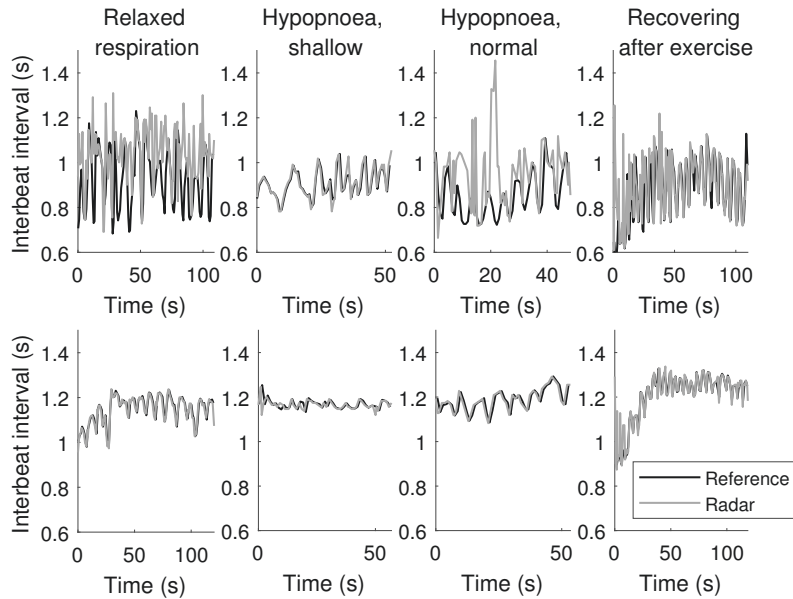 Relaxed respiration
Hypopnoea, shallow
Hypopnoea, normal
Recovering after exercise
Interbeat interval (s)
1.4
1.2
1
0.8
0.6
0 50 100
Time (s)
1.4
1.2
1
0.8
0.6
0 50
Time (s)
1.4
1.2
1
0.8
0.6
0 20 40
Time (s)
1.4
1.2
1
0.8
0.6
0 50 100
Time (s)
Interbeat interval (s)
1.4
1.2
1
0.8
0.6
0 50 100
Time (s)
1.4
1.2
1
0.8
0.6
0 50
Time (s)
1.4
1.2
1
0.8
0.6
0 50
Time (s)
1.4
1.2
1
0.8
0.6
0 50 100
Time (s)
Reference
Radar